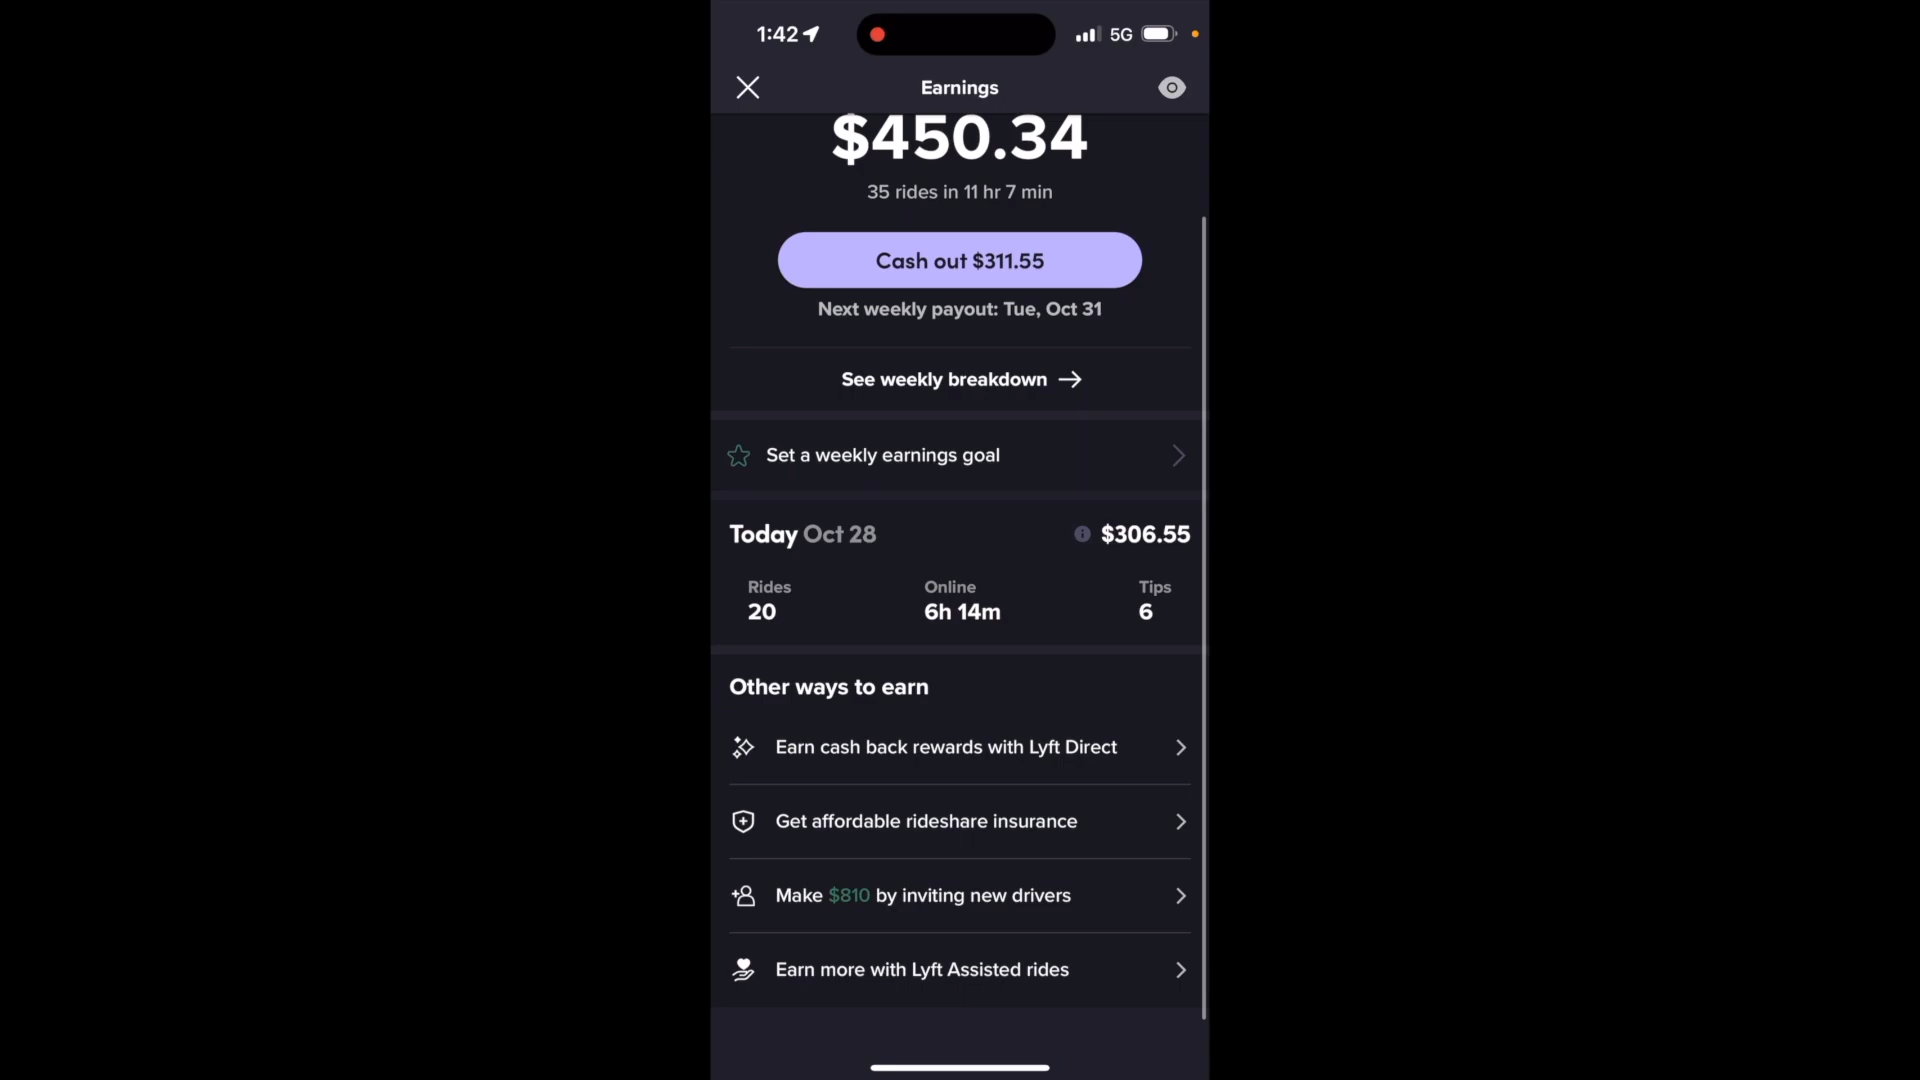 1:42
5G
Earnings
$450.34
35 rides in 11 hr 7 min
Cash out $311.55
Next weekly payout: Tue, Oct 31
See weekly breakdown
Set a weekly earnings goal
Today Oct 28
$306.55
Rides
20
Online
6h 14m
Tips
6
Other ways to earn
Earn cash back rewards with Lyft Direct
Get affordable rideshare insurance
Make $810 by inviting new drivers
Earn more with Lyft Assisted rides